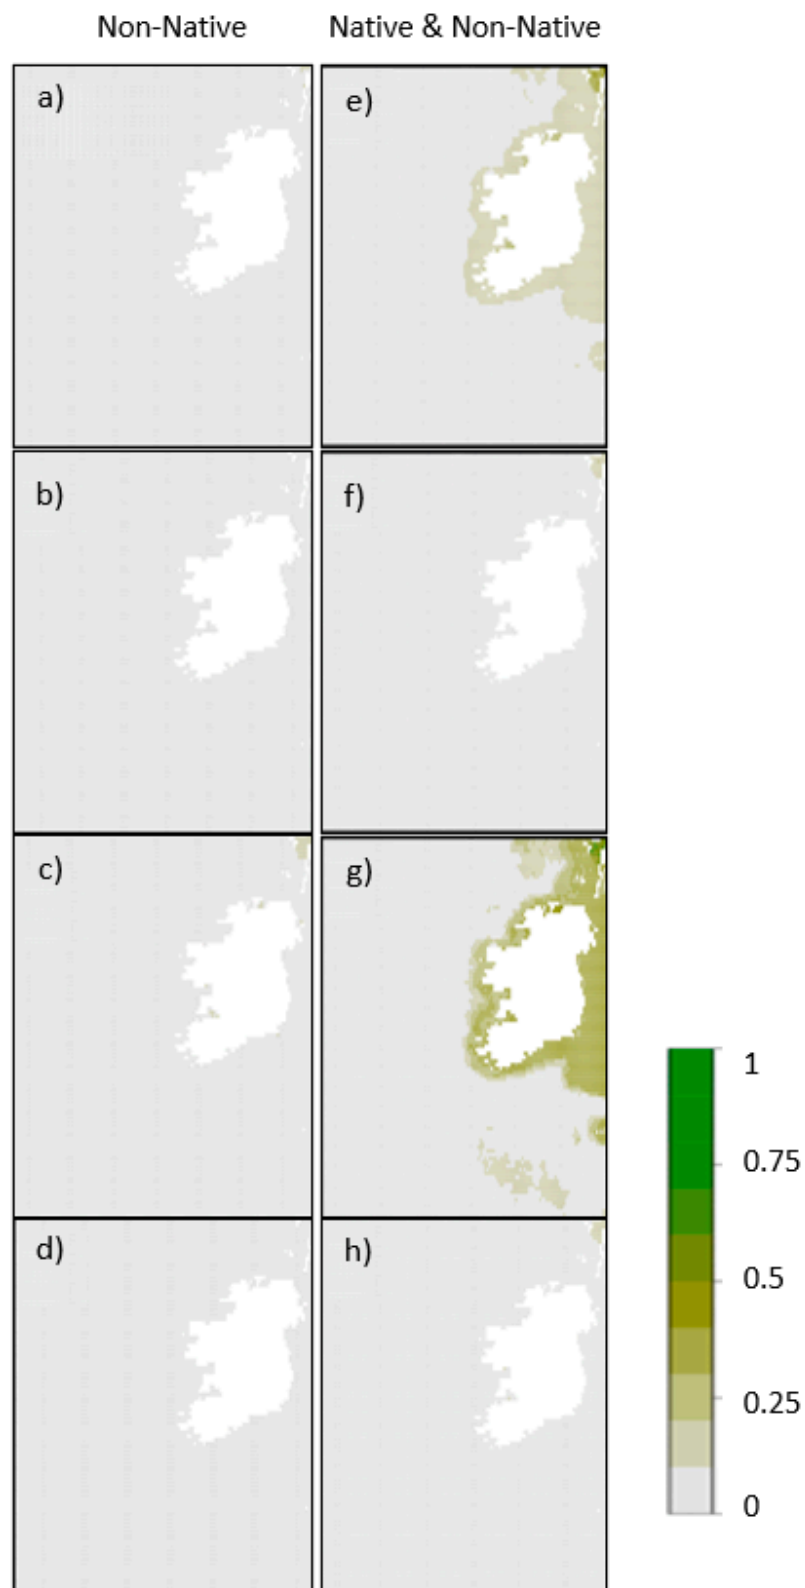 Non-Native Native & Non-Native
a) e)
b) f)
c) g)
1
0.75
d) h)
0.5
0.25
0